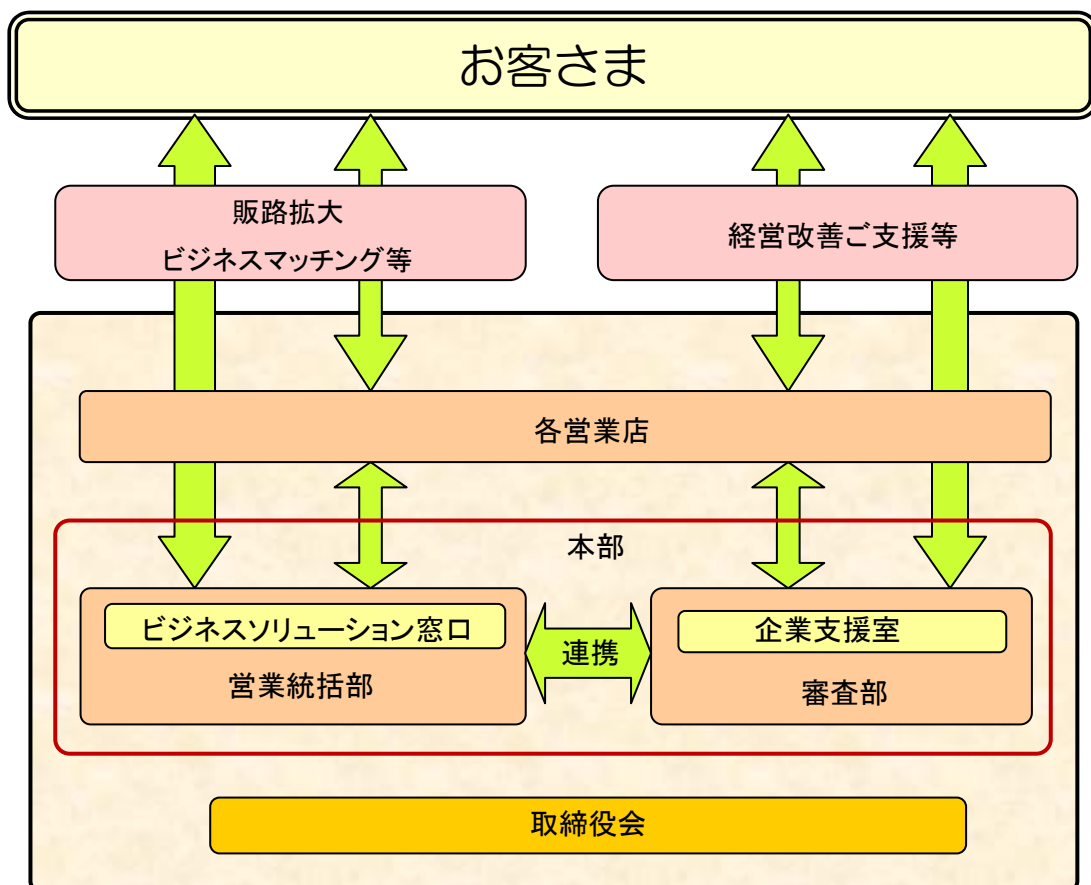 お客さま
販路拡大
ビジネスマッチング等
経営改善ご支援等
各営業店
本部
ビジネスソリューション窓口
営業統括部
連携
企業支援室
審査部
取締役会